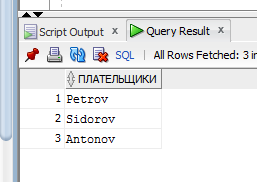 Script Output x Query Result x
SQL | All Rows Fetched: 3 in
ПЛАТЕЛЬЩИКИ
1 Petrov
2 Sidorov
3 Antonov